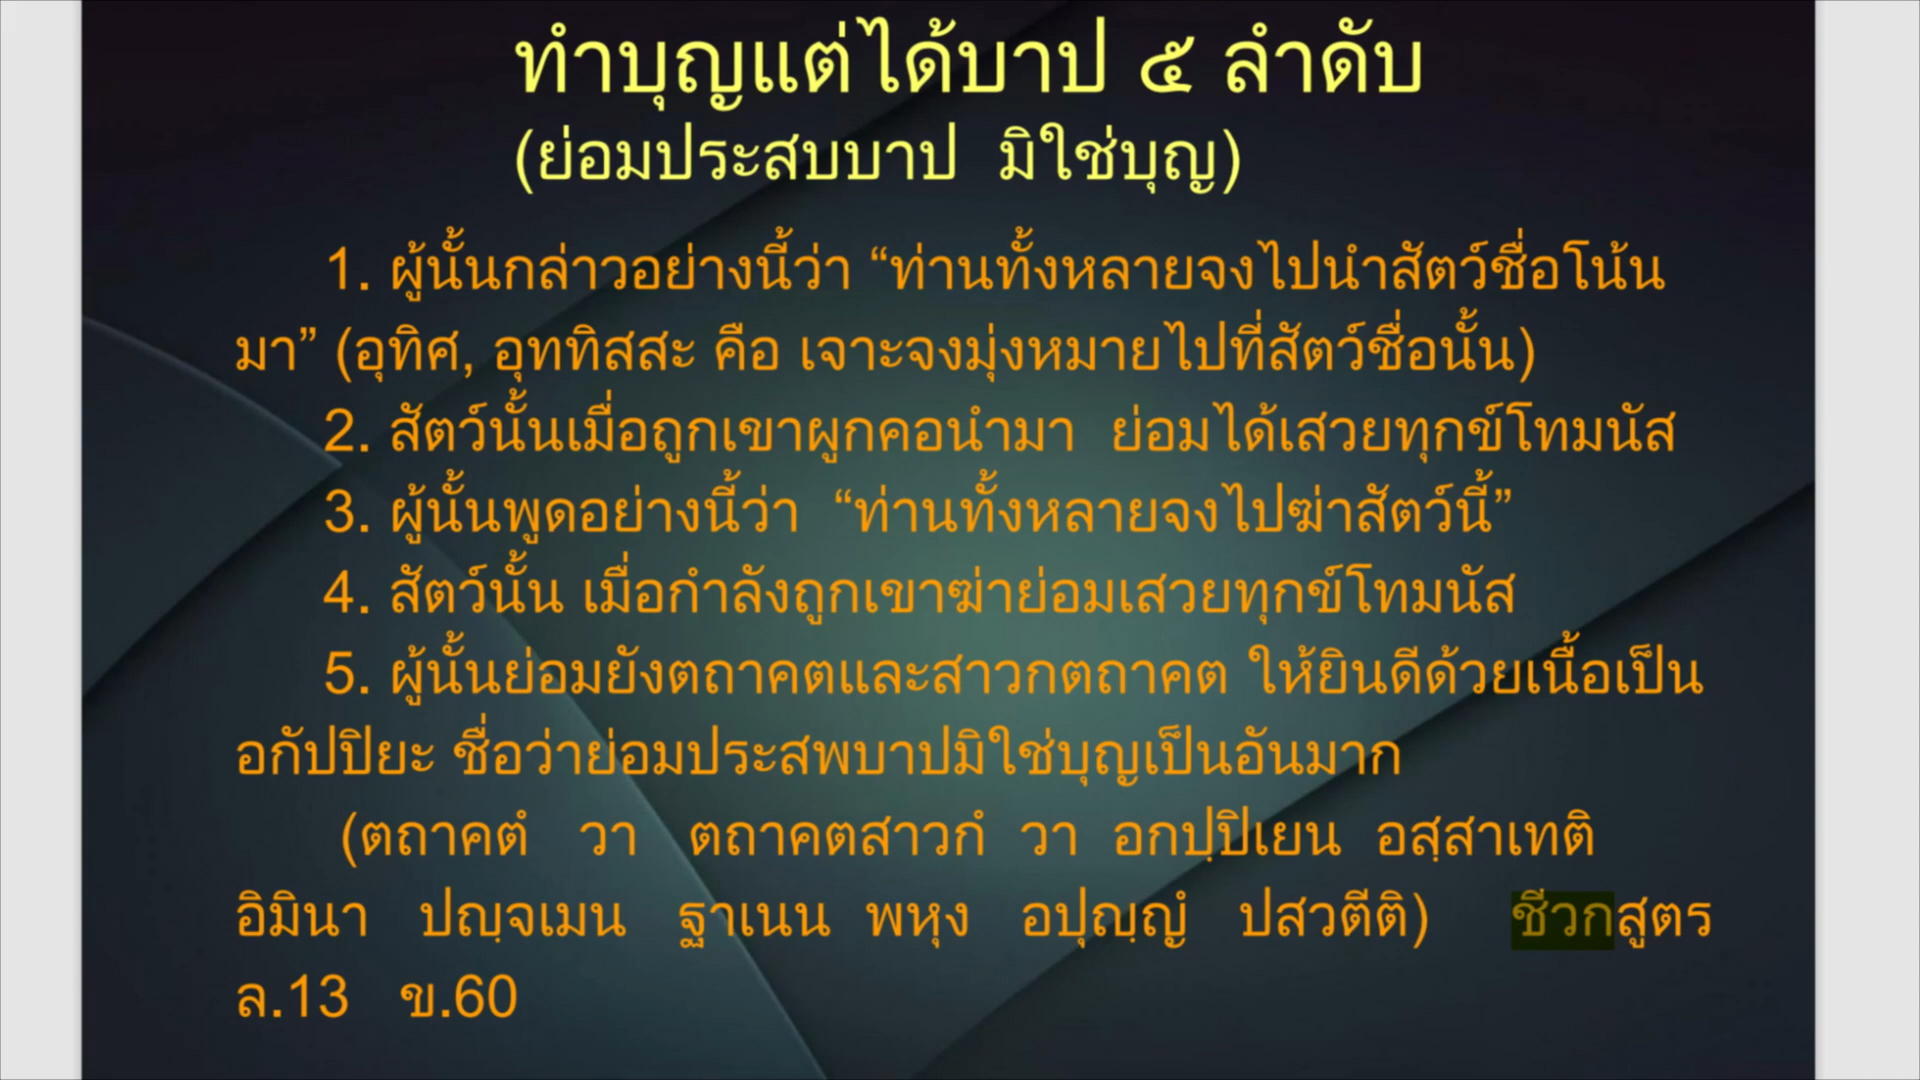 ทำบุญแต่ได้บาป ๕ ลำดับ
(ย่อมประสบบาป มิใช่บุญ)
1. ผู้นั้นกล่าวอย่างนี้ว่า “ท่านทั้งหลายจงไปนำสัตว์ชื่อโน้น
มา” (อุทิศ, อุททิสสะ คือ เจาะจงมุ่งหมายไปที่สัตว์ชื่อนั้น)
2. สัตว์นั้นเมื่อถูกเขาผูกคอนำมา ย่อมได้เสวยทุกข์โทมนัส
3. ผู้นั้นพูดอย่างนี้ว่า “ท่านทั้งหลายจงไปฆ่าสัตว์นี้”
4. สัตว์นั้น เมื่อกำลังถูกเขาฆ่าย่อมเสวยทุกข์โทมนัส
5. ผู้นั้นย่อมยังตถาคตและสาวกตถาคต ให้ยินดีด้วยเนื้อเป็น
อกัปปิยะ ชื่อว่าย่อมประสพบาปมิใช่บุญเป็นอันมาก
(ตถาคตํ วา ตถาคตสาวกํ วา อกปฺปิเยน อสฺสาเทติ
อิมินา ปญฺจเมน ฐาเนน พหุํง อปุญฺญํ ปสวตีติ) ชีวกสูตร
ล.13 ข.60